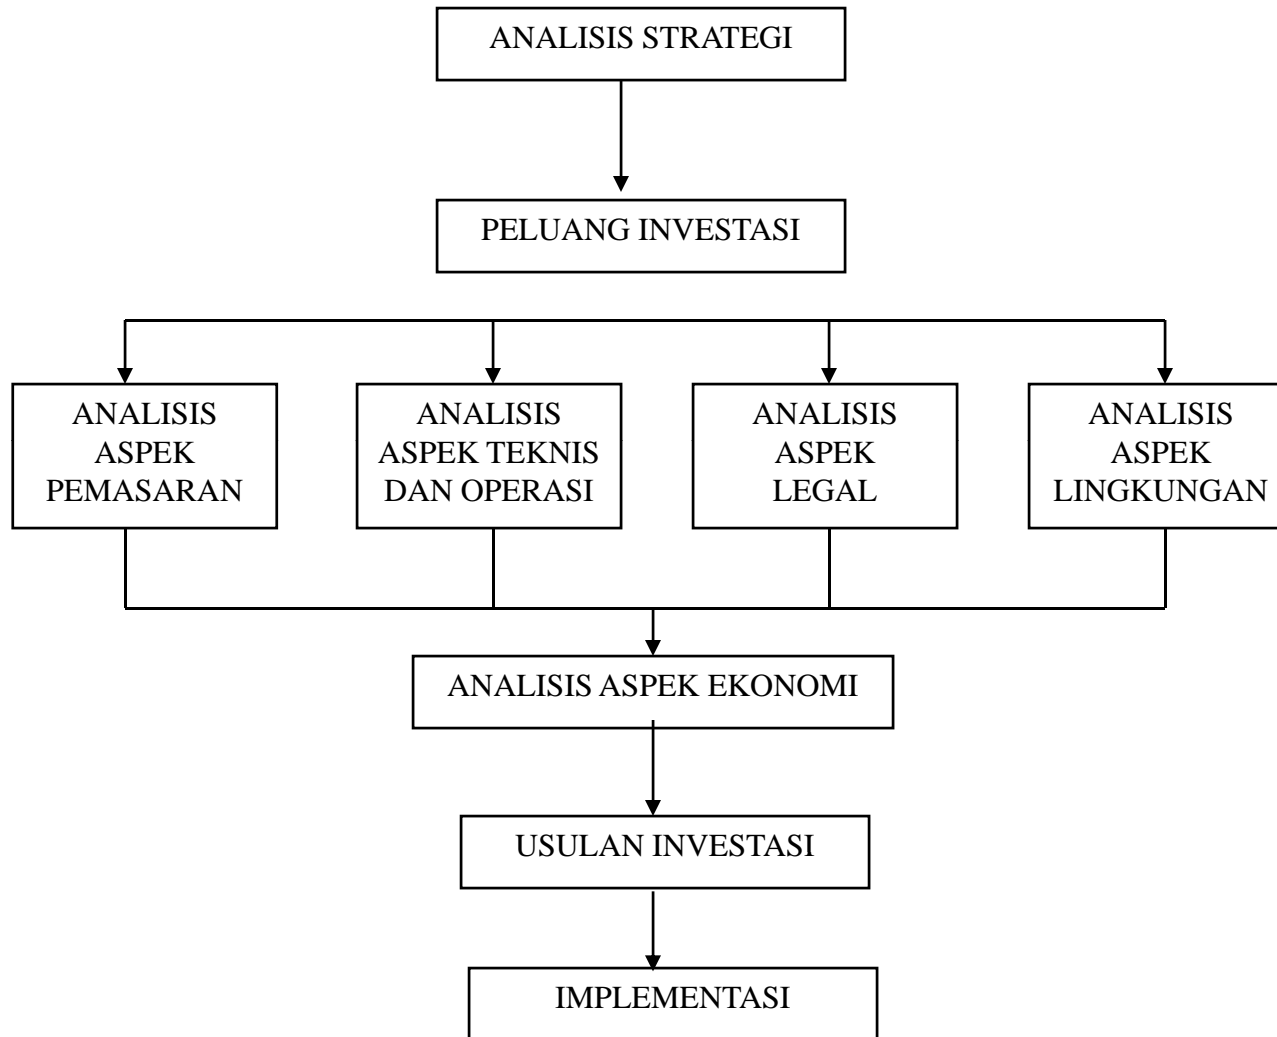 ANALISIS STRATEGI
PELUANG INVESTASI
ANALISIS
ASPEK
PEMASARAN
ANALISIS
ASPEK TEKNIS
DAN OPERASI
ANALISIS
ASPEK
LEGAL
ANALISIS
ASPEK
LINGKUNGAN
ANALISIS ASPEK EKONOMI
USULAN INVESTASI
IMPLEMENTASI